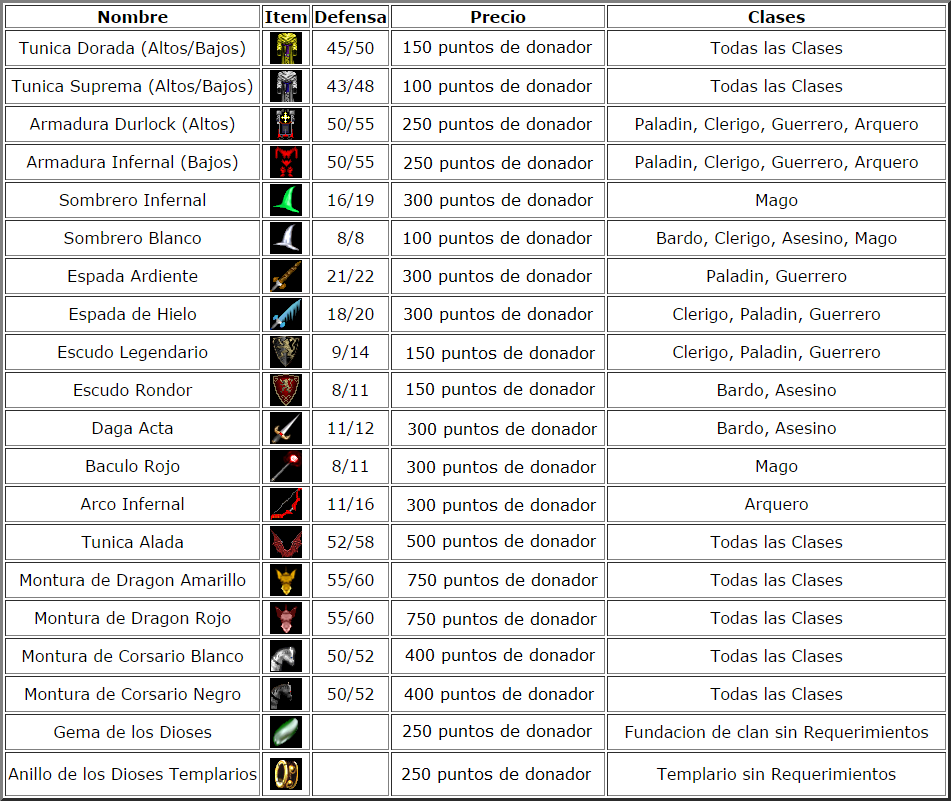 Nombre Item Defensa Precio Clases
Tunica Dorada (Altos/Bajos) 45/50 150 puntos de donador Todas las Clases
Tunica Suprema (Altos/Bajos) 43/48 100 puntos de donador Todas las Clases
Armadura Durlock (Altos) 50/55 250 puntos de donador Paladin, Clerigo, Guerrero, Arquero
Armadura Infernal (Bajos) 50/55 250 puntos de donador Paladin, Clerigo, Guerrero, Arquero
Sombrero Infernal 16/19 300 puntos de donador Mago
Sombrero Blanco 8/8 100 puntos de donador Bardo, Clerigo, Asesino, Mago
Espada Ardiente 21/22 300 puntos de donador Paladin, Guerrero
Espada de Hielo 18/20 300 puntos de donador Clerigo, Paladin, Guerrero
Escudo Legendario 9/14 150 puntos de donador Clerigo, Paladin, Guerrero
Escudo Rondor 8/11 150 puntos de donador Bardo, Asesino
Daga Acta 11/12 300 puntos de donador Bardo, Asesino
Baculo Rojo 8/11 300 puntos de donador Mago
Arco Infernal 11/16 300 puntos de donador Arquero
Tunica Alada 52/58 500 puntos de donador Todas las Clases
Montura de Dragon Amarillo 55/60 750 puntos de donador Todas las Clases
Montura de Dragon Rojo 55/60 750 puntos de donador Todas las Clases
Montura de Corsario Blanco 50/52 400 puntos de donador Todas las Clases
Montura de Corsario Negro 50/52 400 puntos de donador Todas las Clases
Gema de los Dioses 250 puntos de donador Fundacion de clan sin Requerimientos
Anillo de los Dioses Templarios 250 puntos de donador Templario sin Requerimientos